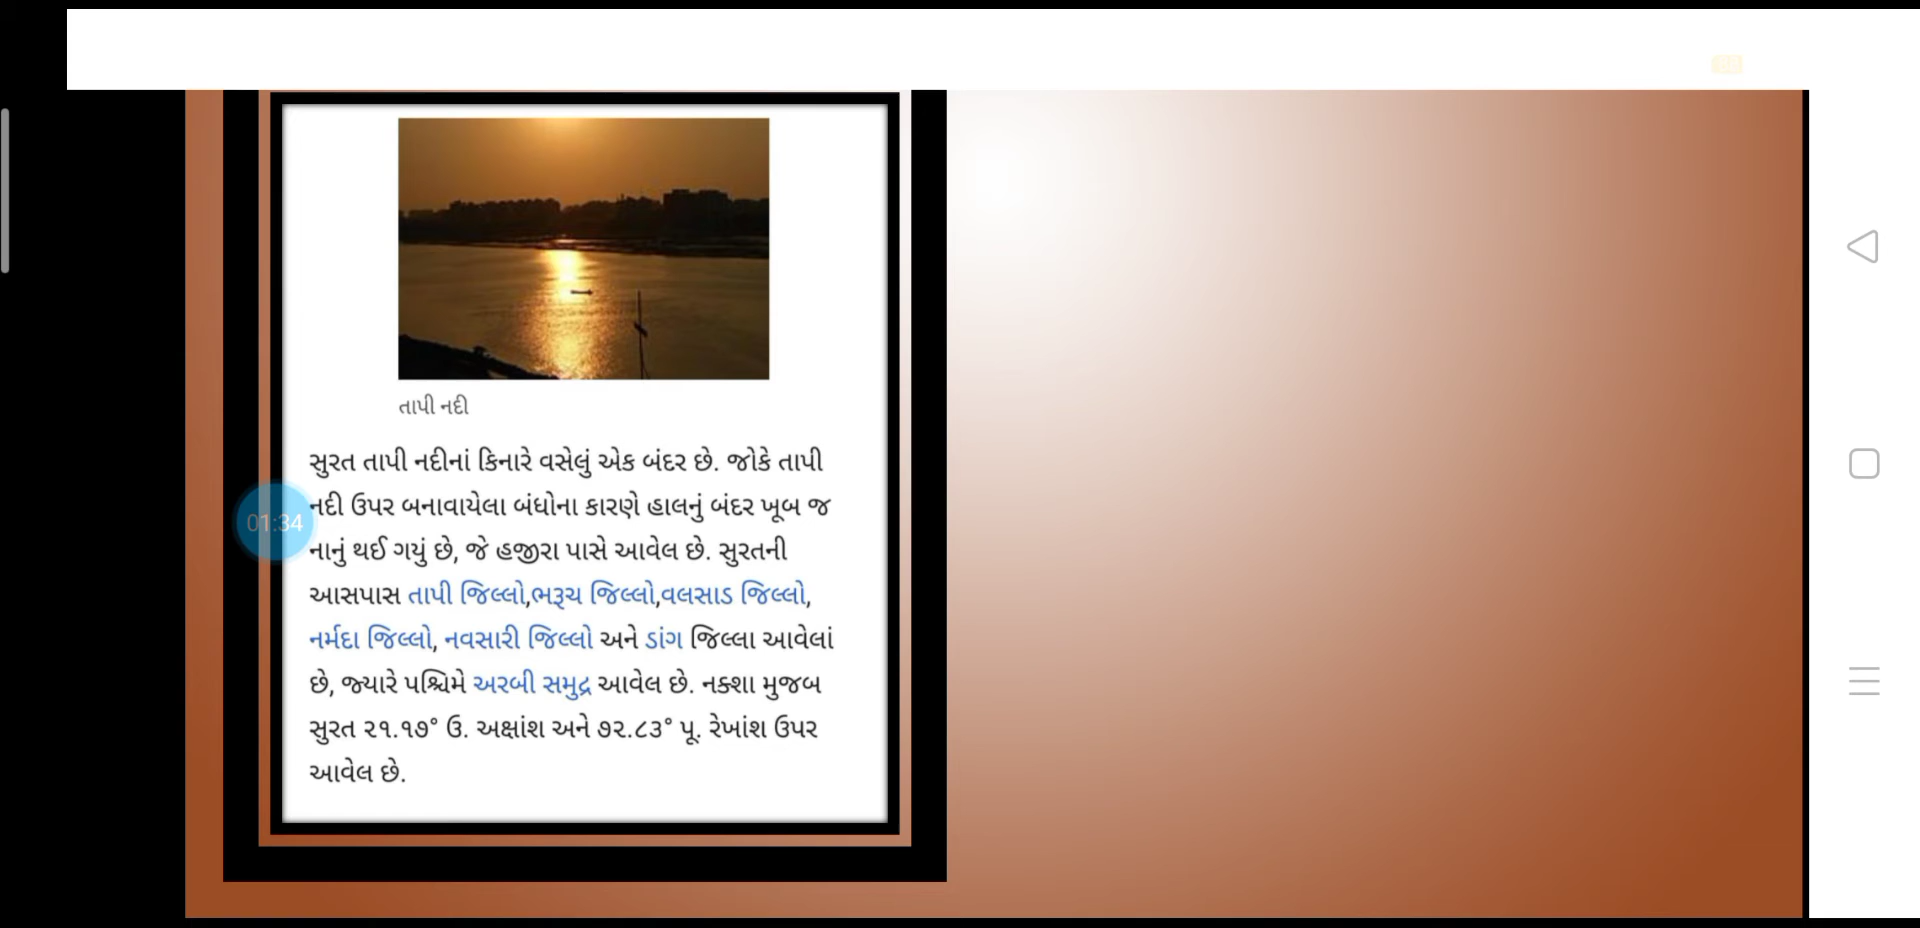 તાપી નદી
સુરત તાપી નદીનાં કિનારે વસેલું એક બંદર છે. જોકે તાપી
નદી ઉપર બનાવાયેલા બંધોના કારણે હાલનું બંદર ખૂબ જ
01:34
નાનું થઈ ગયું છે, જે હજીરા પાસે આવેલ છે. સુરતની
આસપાસ તાપી જિલ્લો,ભરૂચ જિલ્લો,વલસાડ જિલ્લો,
નર્મદા જિલ્લો, નવસારી જિલ્લો અને ડાંગ જિલ્લા આવેલાં
છે, જ્યારે પશ્ચિમે અરબી સમુદ્ર આવેલ છે. નક્શા મુજબ
સુરત ૨૧.૧૭° ઉ. અક્ષાંશ અને ૭૨.૮૩° પૂ. રેખાંશ ઉપર
આવેલ છે.